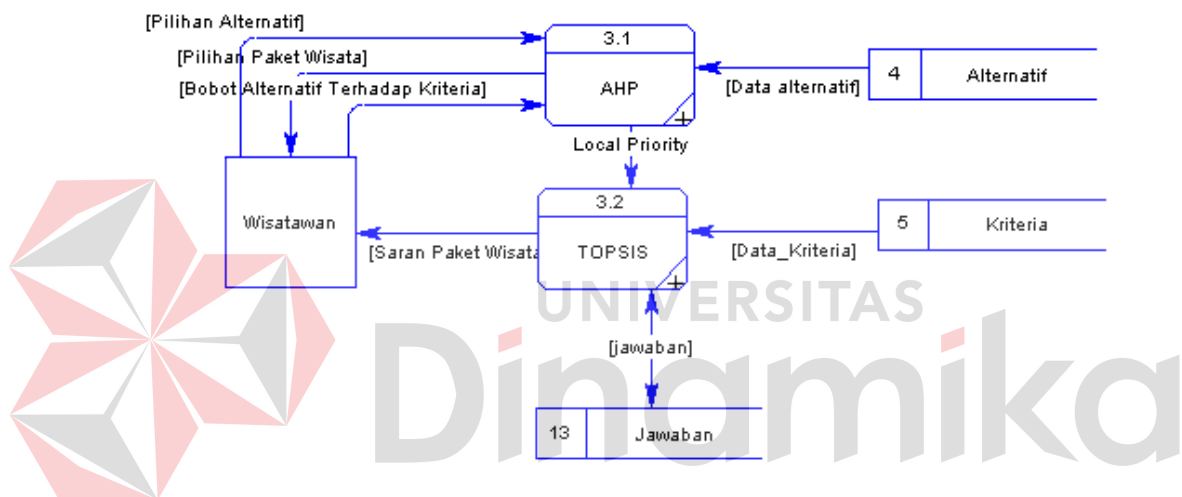 [Pilihan Alternatif]
[Pilihan Paket Wisata]
[Bobot Alternatif Terhadap Kriteria]
3.1
AHP
[Data alternatif]
4
Alternatif
Local Priority
Wisatawan
[Saran Paket Wisata
3.2
TOPSIS
[Data_Kriteria]
5
Kriteria
UNIVERSITAS
Dinamika
[jawaban]
13
Jawaban